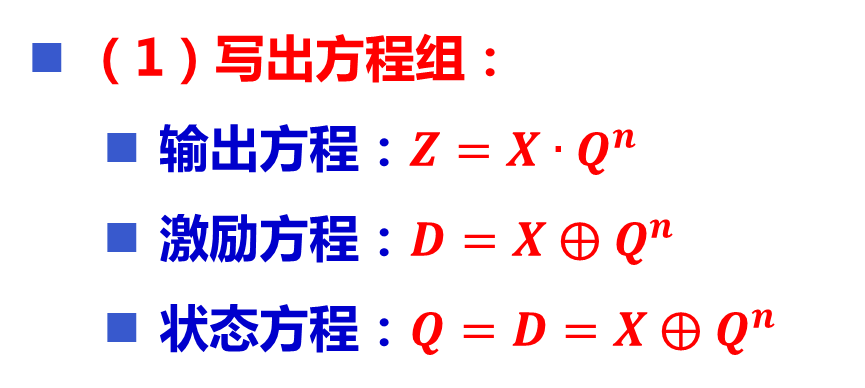 （1）写出方程组：
输出方程：Z = X · Qⁿ
激励方程：D = X ⊕ Qⁿ
状态方程：Q = D = X ⊕ Qⁿ